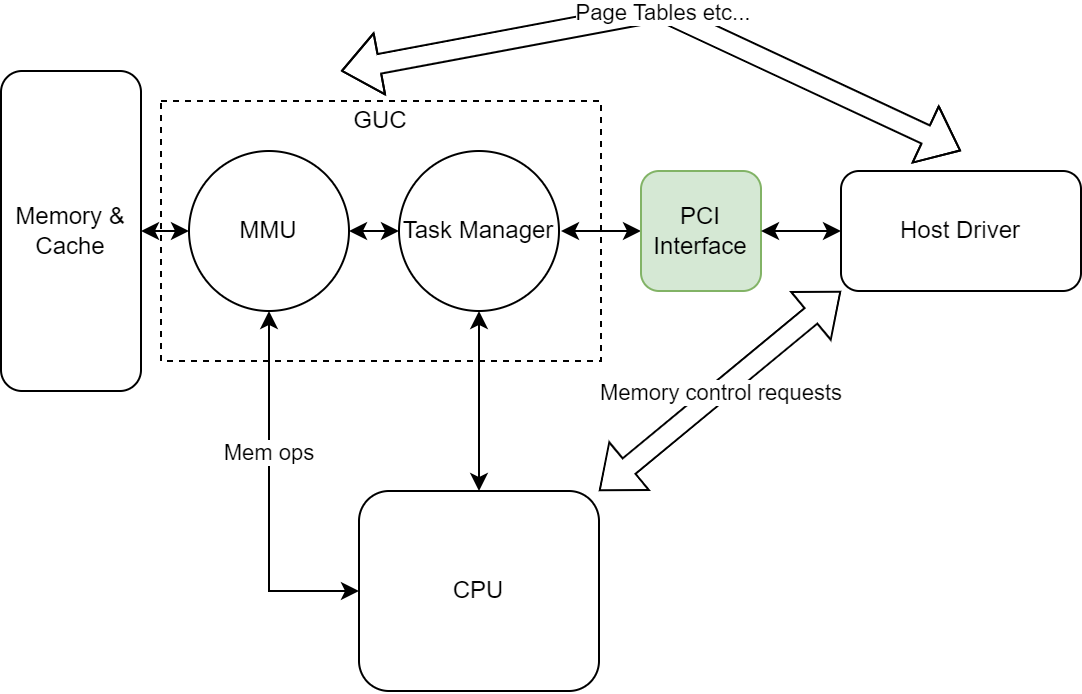 Page Tables etc...
GUC
Memory &
Cache
MMU
Task Manager
PCI
Interface
Host Driver
Memory control requests
Mem ops
CPU